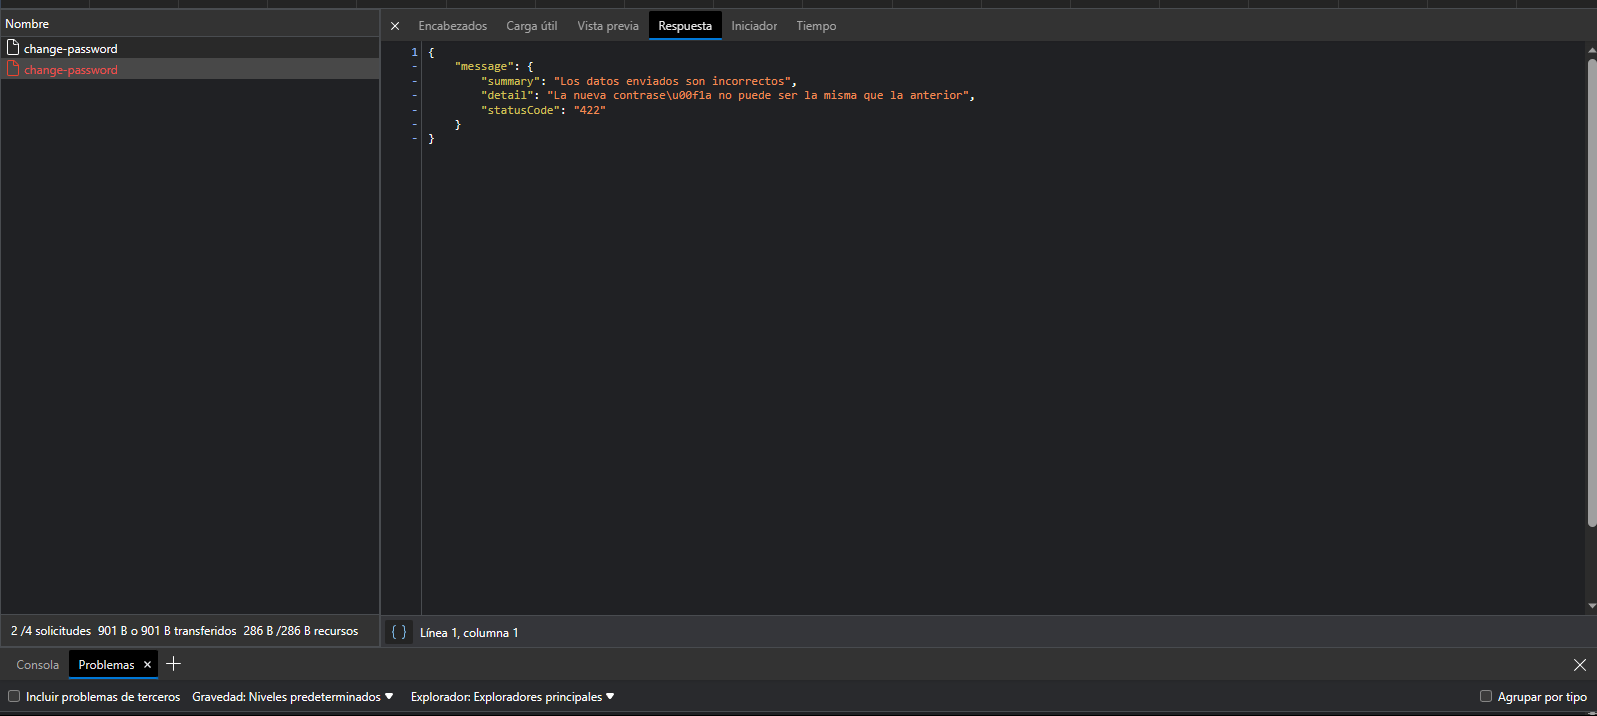 Nombre
change-password
change-password
Encabezados Carga útil Vista previa Respuesta Iniciador Tiempo
1 {
- "message": {
- "summary": "Los datos enviados son incorrectos",
- "detail": "La nueva contrase\u00f1a no puede ser la misma que la anterior",
- "statusCode": "422"
- }
- }
2 /4 solicitudes 901 B o 901 B transferidos 286 B /286 B recursos
{ } Línea 1, columna 1
Consola Problemas
Incluir problemas de terceros Gravedad: Niveles predeterminados Explorador: Exploradores principales Agrupar por tipo